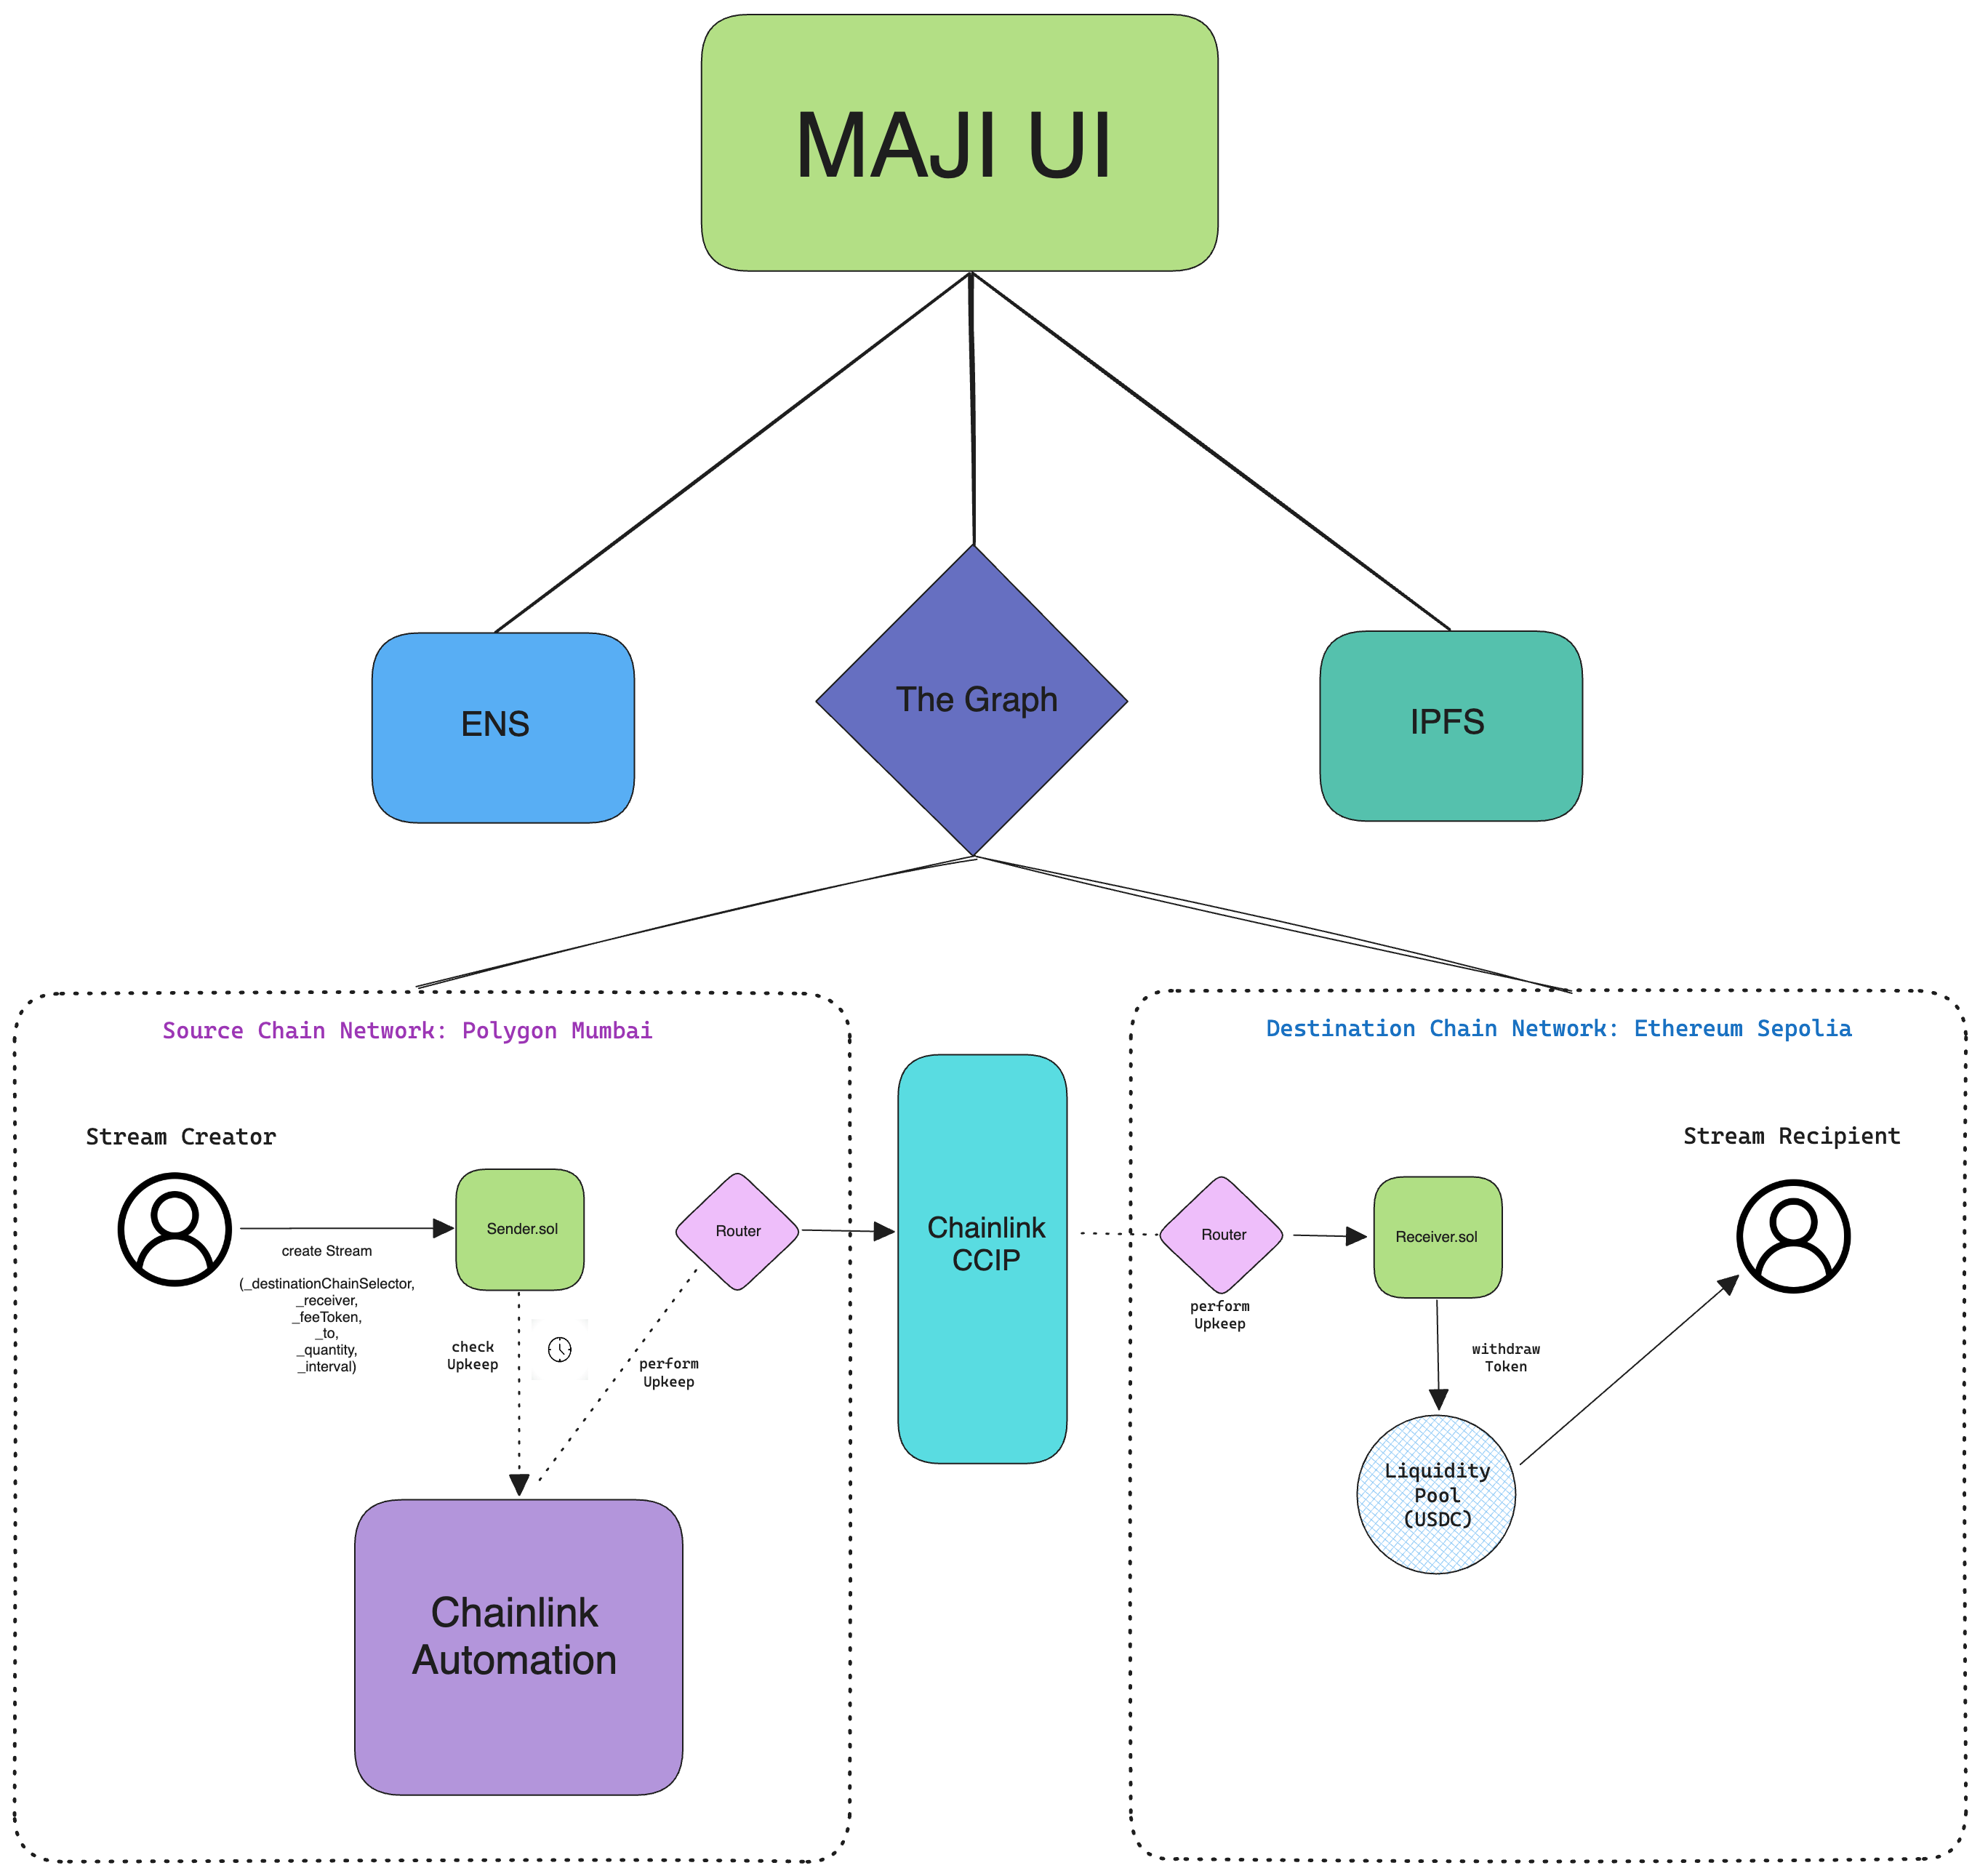 MAJI UI
ENS
The Graph
IPFS
Source Chain Network: Polygon Mumbai
Stream Creator
create Stream
(_destinationChainSelector,
_receiver,
_feeToken,
_to,
_quantity,
_interval)
Sender.sol
check
Upkeep
perform
Upkeep
Router
Chainlink
Automation
Chainlink
CCIP
Destination Chain Network: Ethereum Sepolia
Router
perform
Upkeep
Receiver.sol
withdraw
Token
Liquidity
Pool
(USDC)
Stream Recipient